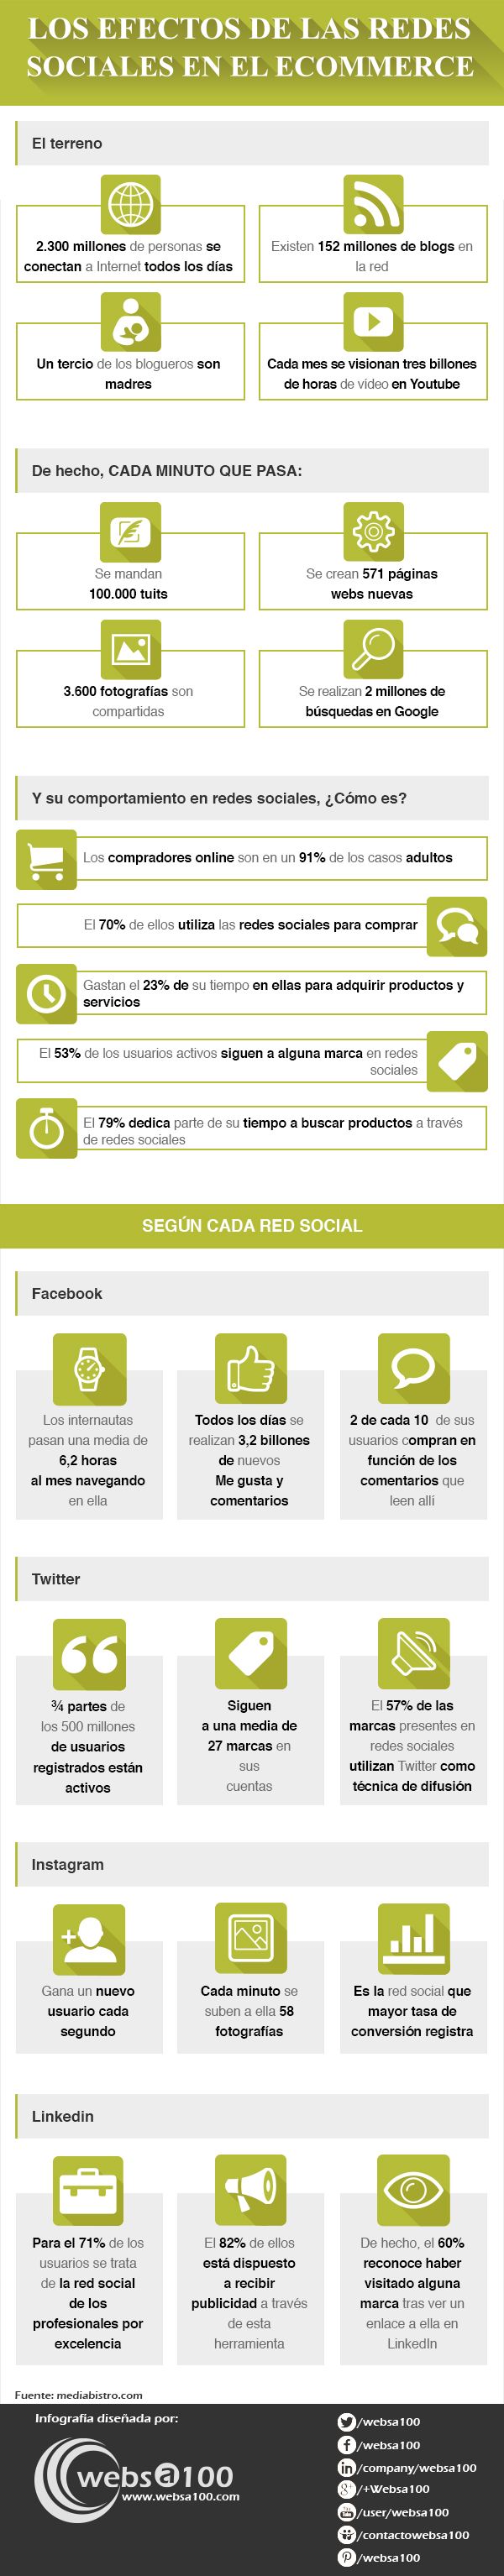 LOS EFECTOS DE LAS REDES
SOCIALES EN EL ECOMMERCE
El terreno
2.300 millones de personas se
conectan a Internet todos los días
Existen 152 millones de blogs en
la red
Un tercio de los blogueros son
madres
Cada mes se visionan tres billones
de horas de vídeo en Youtube
De hecho, CADA MINUTO QUE PASA:
Se mandan
100.000 tuits
Se crean 571 páginas
webs nuevas
3.600 fotografías son
compartidas
Se realizan 2 millones de
búsquedas en Google
Y su comportamiento en redes sociales, ¿Cómo es?
Los compradores online son en un 91% de los casos adultos
El 70% de ellos utiliza las redes sociales para comprar
Gastan el 23% de su tiempo en ellas para adquirir productos y
servicios
El 53% de los usuarios activos siguen a alguna marca en redes
sociales
El 79% dedica parte de su tiempo a buscar productos a través
de redes sociales
SEGÚN CADA RED SOCIAL
Facebook
Los internautas
pasan una media de
6,2 horas
al mes navegando
en ella
Todos los días se
realizan 3,2 billones
de nuevos
Me gusta y
comentarios
2 de cada 10 de sus
usuarios compran en
función de los
comentarios que
leen allí
Twitter
¾ partes de
los 500 millones
de usuarios
registrados están
activos
Siguen
a una media de
27 marcas en
sus
cuentas
El 57% de las
marcas presentes en
redes sociales
utilizan Twitter como
técnica de difusión
Instagram
Gana un nuevo
usuario cada
segundo
Cada minuto se
suben a ella 58
fotografías
Es la red social que
mayor tasa de
conversión registra
Linkedin
Para el 71% de los
usuarios se trata
de la red social
de los
profesionales por
excelencia
El 82% de ellos
está dispuesto
a recibir
publicidad a través
de esta
herramienta
De hecho, el 60%
reconoce haber
visitado alguna
marca tras ver un
enlace a ella en
LinkedIn
Fuente: mediabistro.com
Infografía diseñada por:
webs@100
www.websa100.com
/websa100
/websa100
/company/websa100
/+Websa100
/user/websa100
/contactowebsa100
/websa100